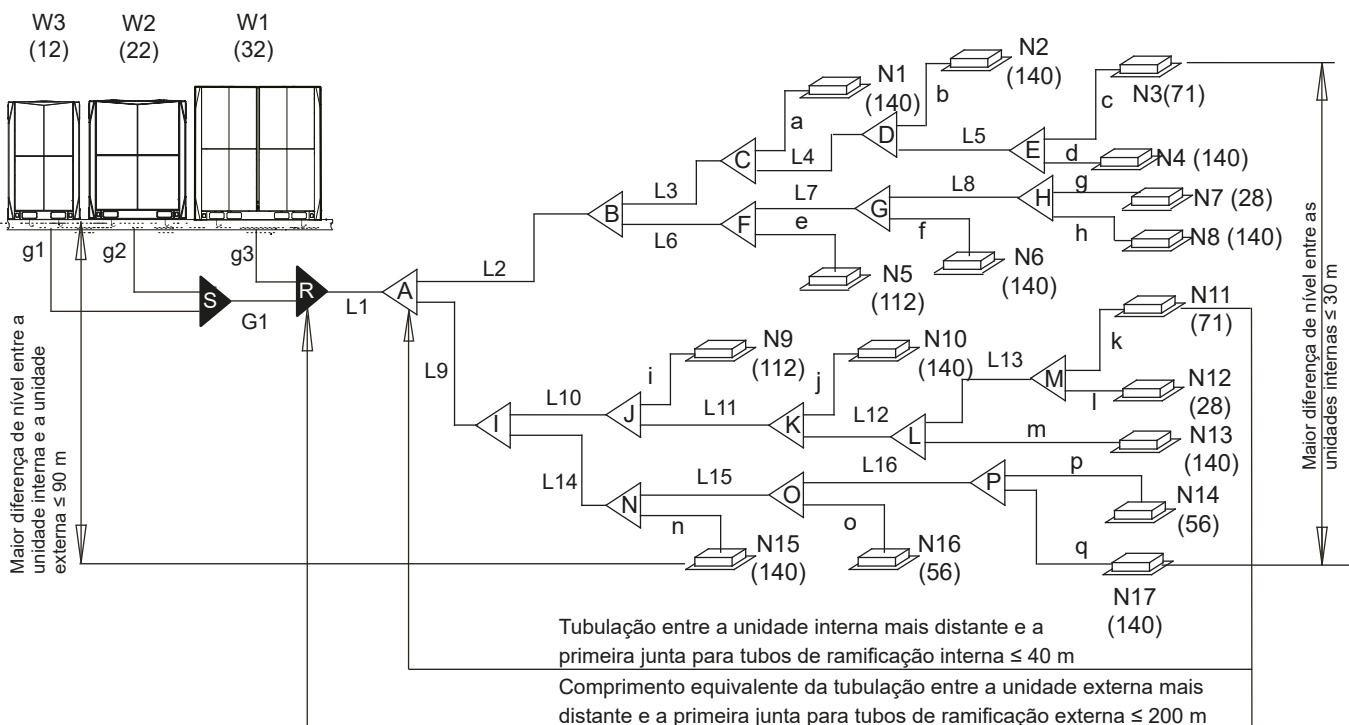 W3
(12)
W2
(22)
W1
(32)
N1
(140)
N2
(140)
N3(71)
a
b
c
C
D
E
L4
L5
d
N4 (140)
L3
B
L6
L7
L8
F
G
H
e
f
g
h
N7 (28)
N8 (140)
N5
(112)
N6
(140)
g1
g2
g3
S
R
G1
L1
A
L2
L9
N9
(112)
N10
(140)
N11
(71)
i
j
k
L13
M
l
N12
(28)
L10
J
L11
K
L12
L
m
N13
(140)
I
L14
L15
L16
N
O
P
n
o
p
q
N14
(56)
N15
(140)
N16
(56)
N17
(140)
Maior diferença de nível entre a
unidade interna e a unidade
externa ≤ 90 m
Maior diferença de nível entre as
unidades internas ≤ 30 m
Tubulação entre a unidade interna mais distante e a
primeira junta para tubos de ramificação interna ≤ 40 m
Comprimento equivalente da tubulação entre a unidade externa mais
distante e a primeira junta para tubos de ramificação externa ≤ 200 m